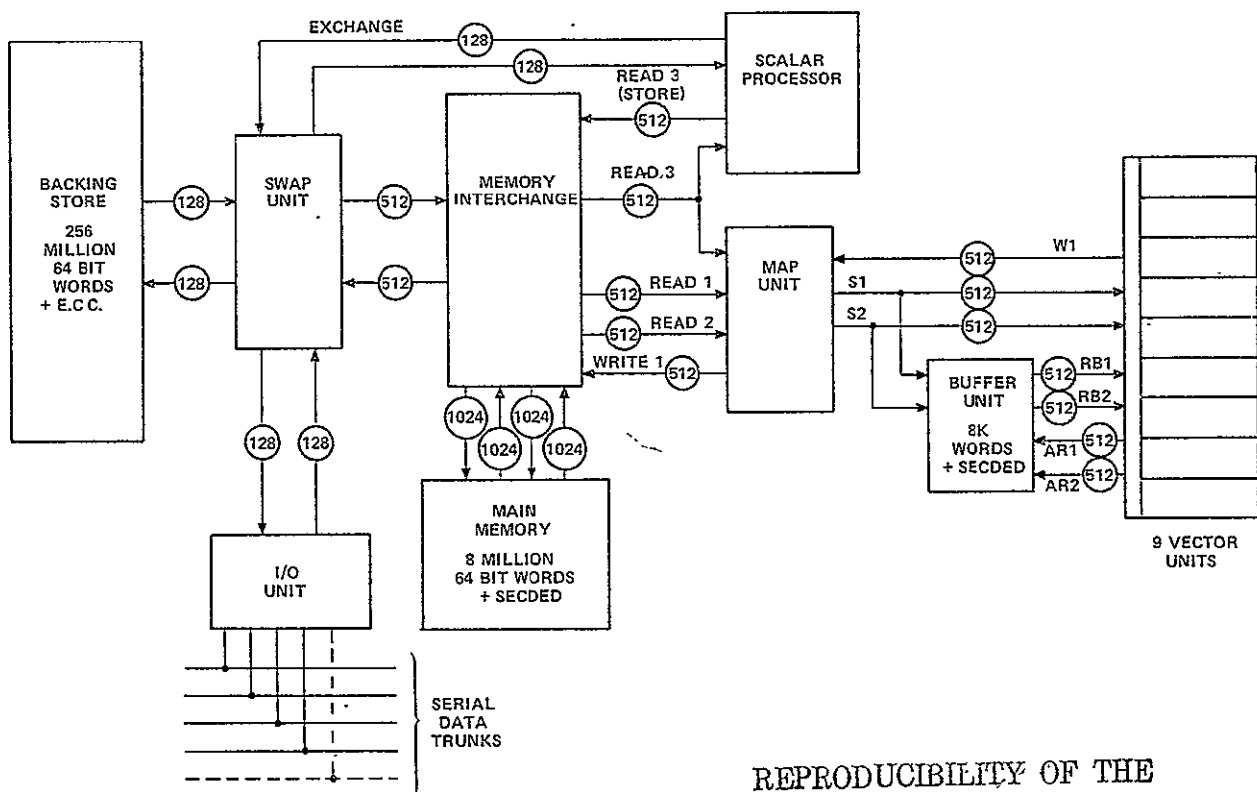 EXCHANGE
128
128
SCALAR
PROCESSOR
READ 3
(STORE)
512
BACKING
STORE
256
MILLION
64 BIT
WORDS
+ E.C C.
128
128
SWAP
UNIT
512
512
MEMORY
INTERCHANGE
READ.3
512
512
READ 1
512
READ 2
WRITE 1
512
MAP
UNIT
W1
512
S1
512
S2
512
BUFFER
UNIT
8K
WORDS
+ SECDED
512
RB1
512
RB2
AR1
512
AR2
512
9 VECTOR
UNITS
128
128
1024
1024
1024
1024
MAIN
MEMORY
8 MILLION
64 BIT WORDS
+ SECDED
I/O
UNIT
SERIAL
DATA
TRUNKS
REPRODUCIBILITY OF THE